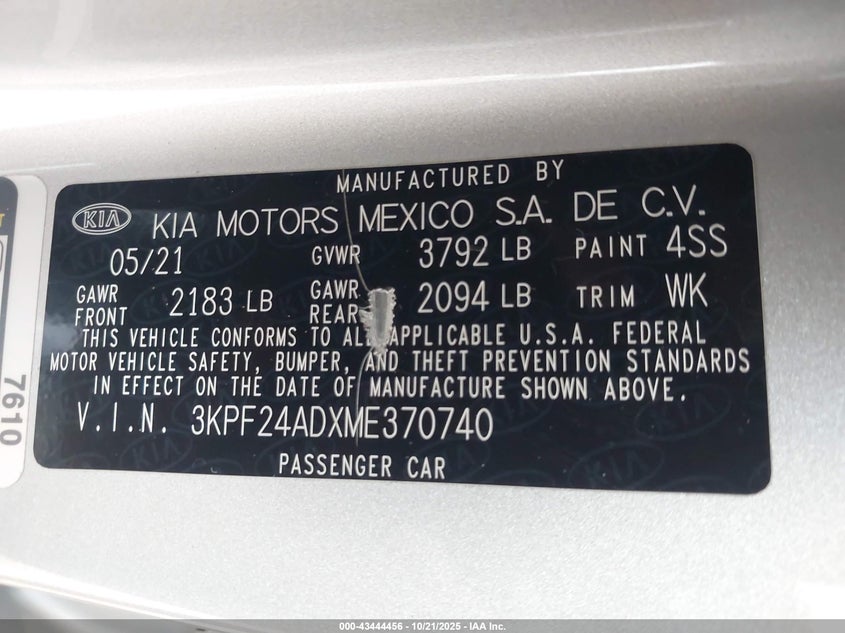 MANUFACTURED BY
KIA KIA MOTORS MEXICO S.A. DE C.V.
05/21 GVWR 3792 LB PAINT 4SS
GAWR FRONT 2183 LB GAWR REAR 2094 LB TRIM WK
THIS VEHICLE CONFORMS TO ALL APPLICABLE U.S.A. FEDERAL
MOTOR VEHICLE SAFETY, BUMPER, AND THEFT PREVENTION STANDARDS
IN EFFECT ON THE DATE OF MANUFACTURE SHOWN ABOVE.
V.I.N. 3KPF24ADXME370740
PASSENGER CAR
7610
000-43444456 - 10/21/2025 - IAA Inc.